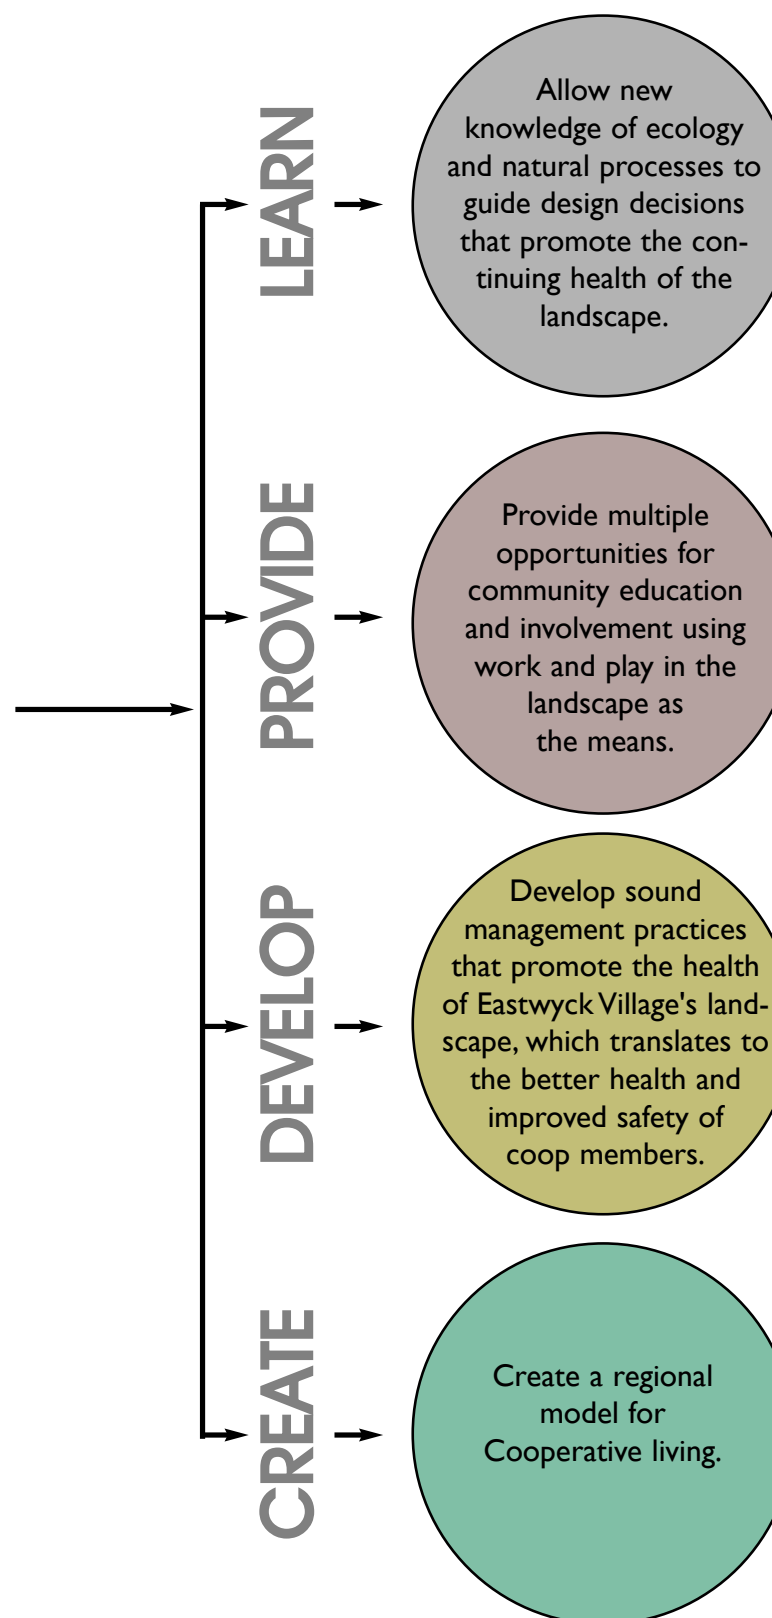 LEARN
Allow new
knowledge of ecology
and natural processes to
guide design decisions
that promote the con-
tinuing health of the
landscape.
PROVIDE
Provide multiple
opportunities for
community education
and involvement using
work and play in the
landscape as
the means.
DEVELOP
Develop sound
management practices
that promote the health
of Eastwyck Village's land-
scape, which translates to
the better health and
improved safety of
coop members.
CREATE
Create a regional
model for
Cooperative living.